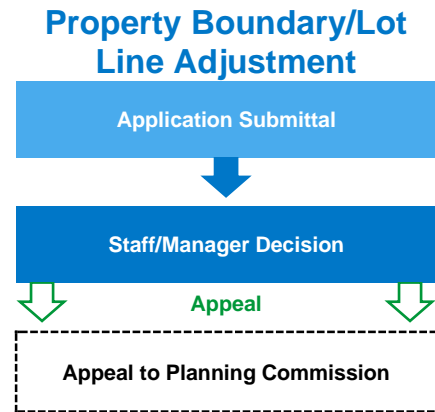 Property Boundary/Lot
Line Adjustment
Application Submittal
Staff/Manager Decision
Appeal
Appeal to Planning Commission